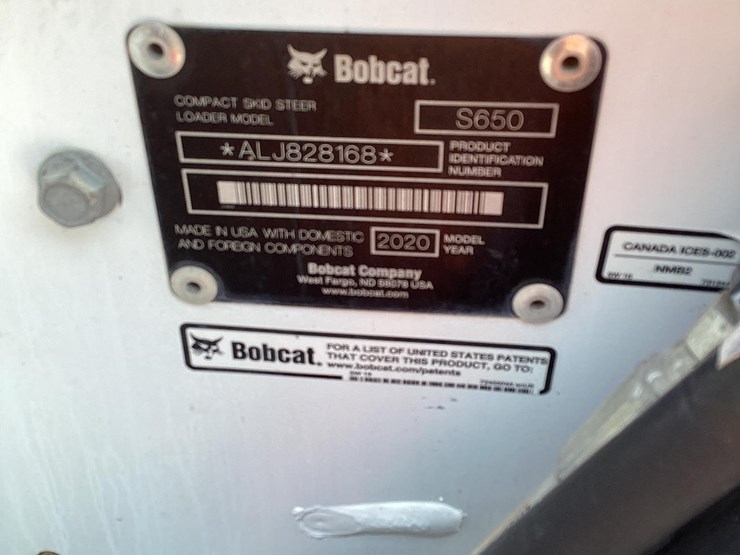 Bobcat.
COMPACT SKID STEER
LOADER MODEL
S650
*ALJ828168*
PRODUCT
IDENTIFICATION
NUMBER
MADE IN USA WITH DOMESTIC
AND FOREIGN COMPONENTS
2020
MODEL
YEAR
Bobcat Company
West Fargo, ND 58078 USA
www.bobcat.com
CANADA ICES-002
NMB2
Bobcat.
FOR A LIST OF UNITED STATES PATENTS
THAT COVER THIS PRODUCT, GO TO:
www.bobcat.com/patents